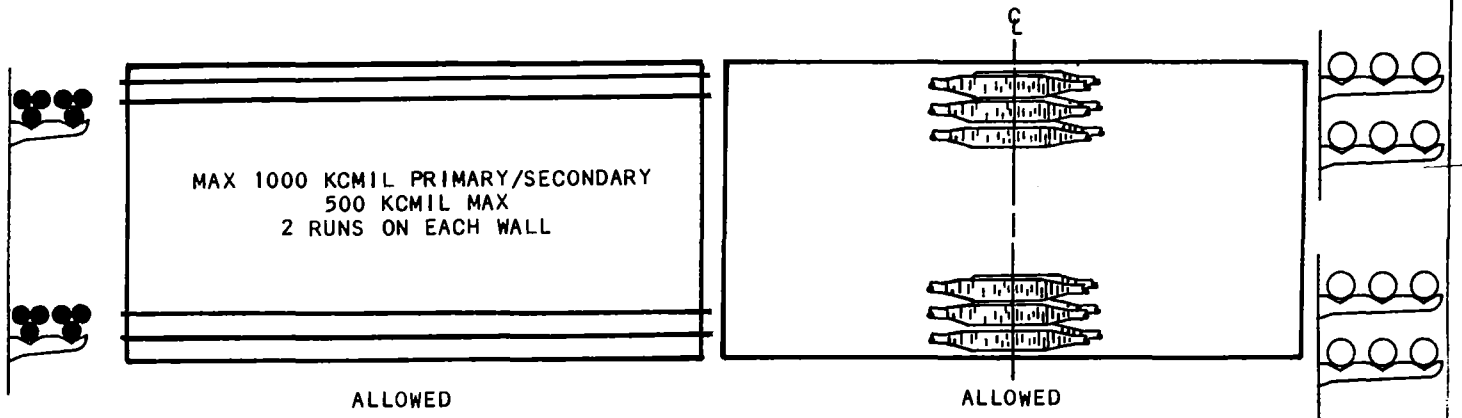 ℄
MAX 1000 KCMIL PRIMARY/SECONDARY
500 KCMIL MAX
2 RUNS ON EACH WALL
ALLOWED
ALLOWED